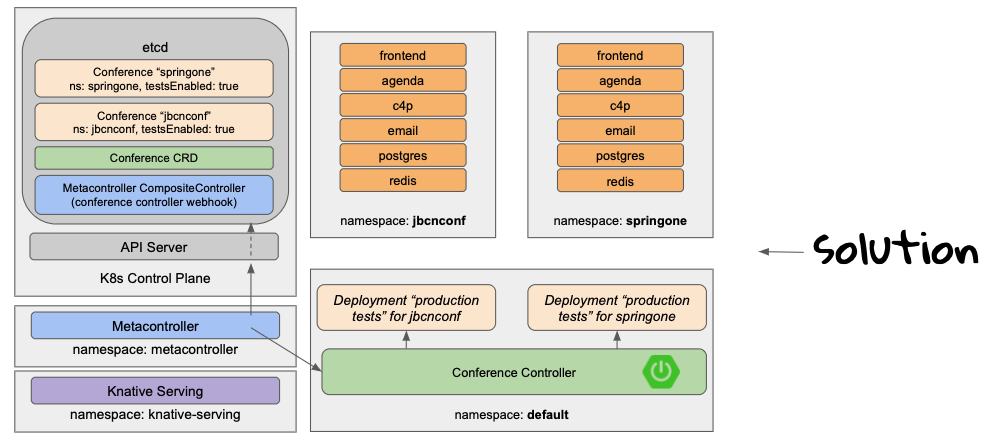 etcd
Conference “springone”
ns: springone, testsEnabled: true
Conference “jbcnconf”
ns: jbcnconf, testsEnabled: true
Conference CRD
Metacontroller CompositeController
(conference controller webhook)
API Server
K8s Control Plane
Metacontroller
namespace: metacontroller
Knative Serving
namespace: knative-serving
frontend
agenda
c4p
email
postgres
redis
namespace: jbcnconf
frontend
agenda
c4p
email
postgres
redis
namespace: springone
Deployment “production
tests” for jbcnconf
Deployment “production
tests” for springone
Conference Controller
namespace: default
Solution